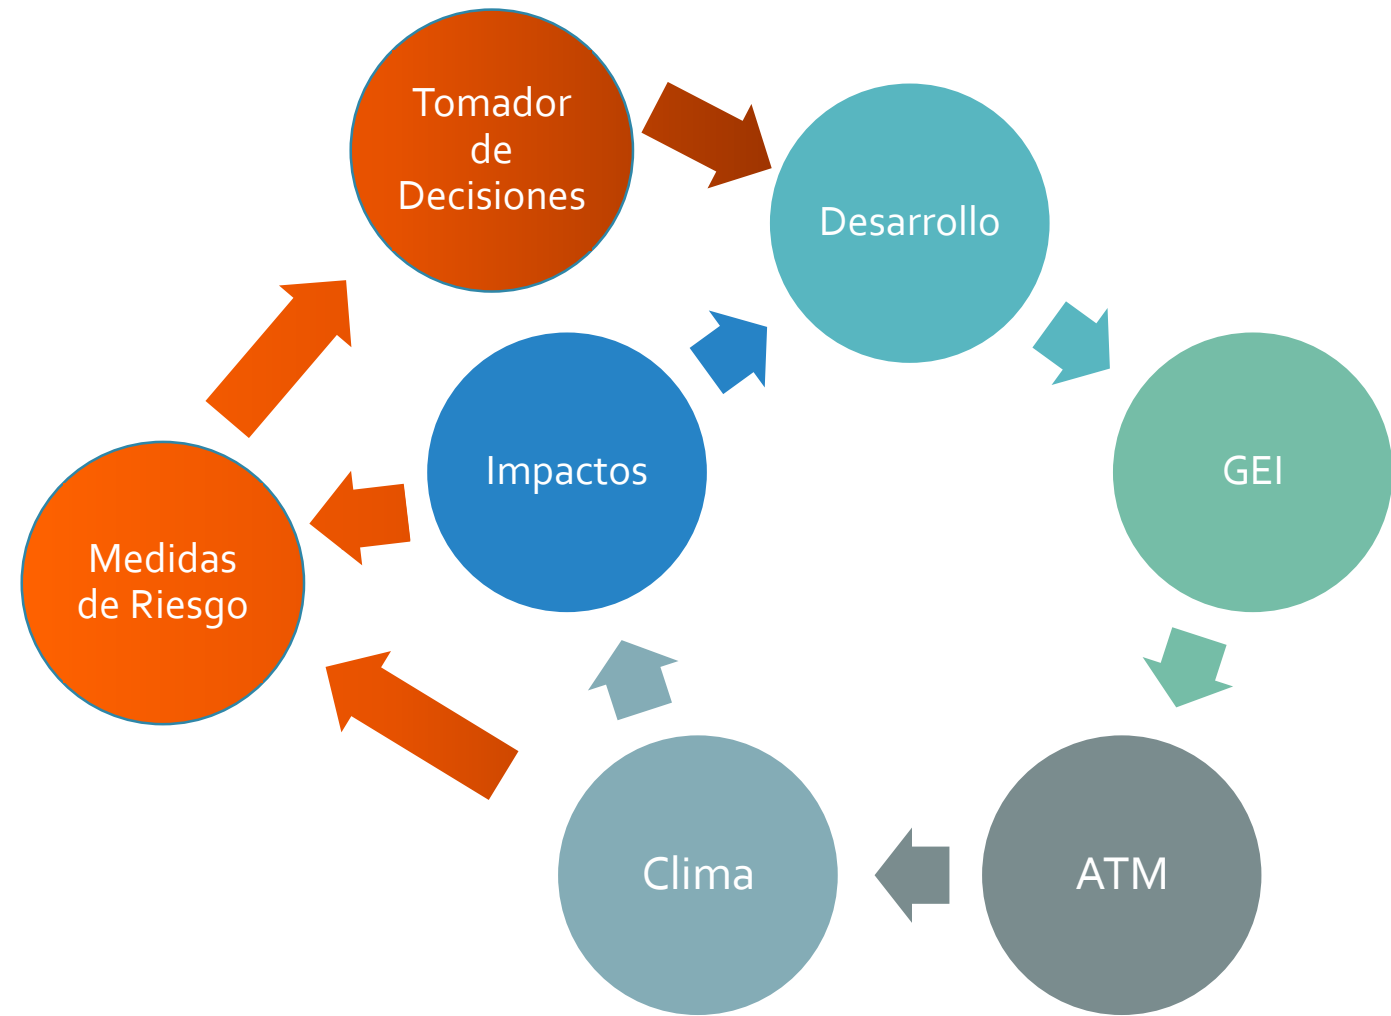 Tomador
de
Decisiones
Desarrollo
Impactos
GEI
Medidas
de Riesgo
Clima
ATM